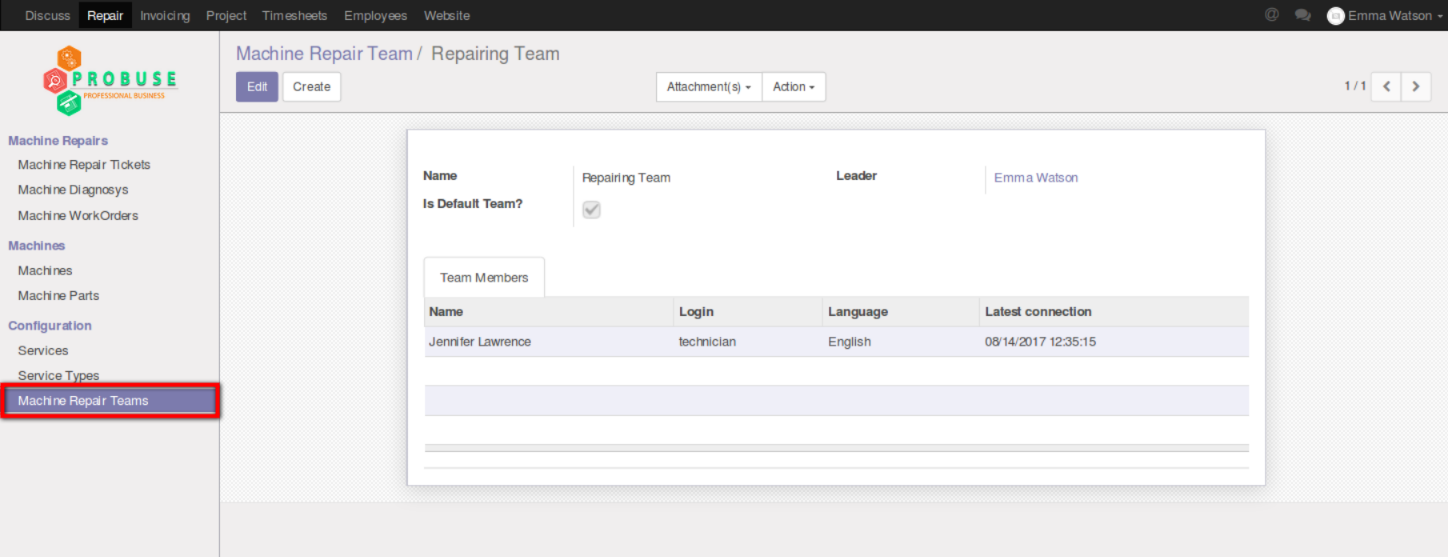 Discuss Repair Invoicing Project Timesheets Employees Website @ Emma Watson
PROBUSE
PROFESSIONAL BUSINESS
Machine Repair Team / Repairing Team
Edit Create Attachment(s) Action 1 / 1
Machine Repairs
Machine Repair Tickets
Machine Diagnosys
Machine WorkOrders
Machines
Machines
Machine Parts
Configuration
Services
Service Types
Machine Repair Teams
Name Repairing Team Leader Emma Watson
Is Default Team?
Team Members
Name Login Language Latest connection
Jennifer Lawrence technician English 08/14/2017 12:35:15